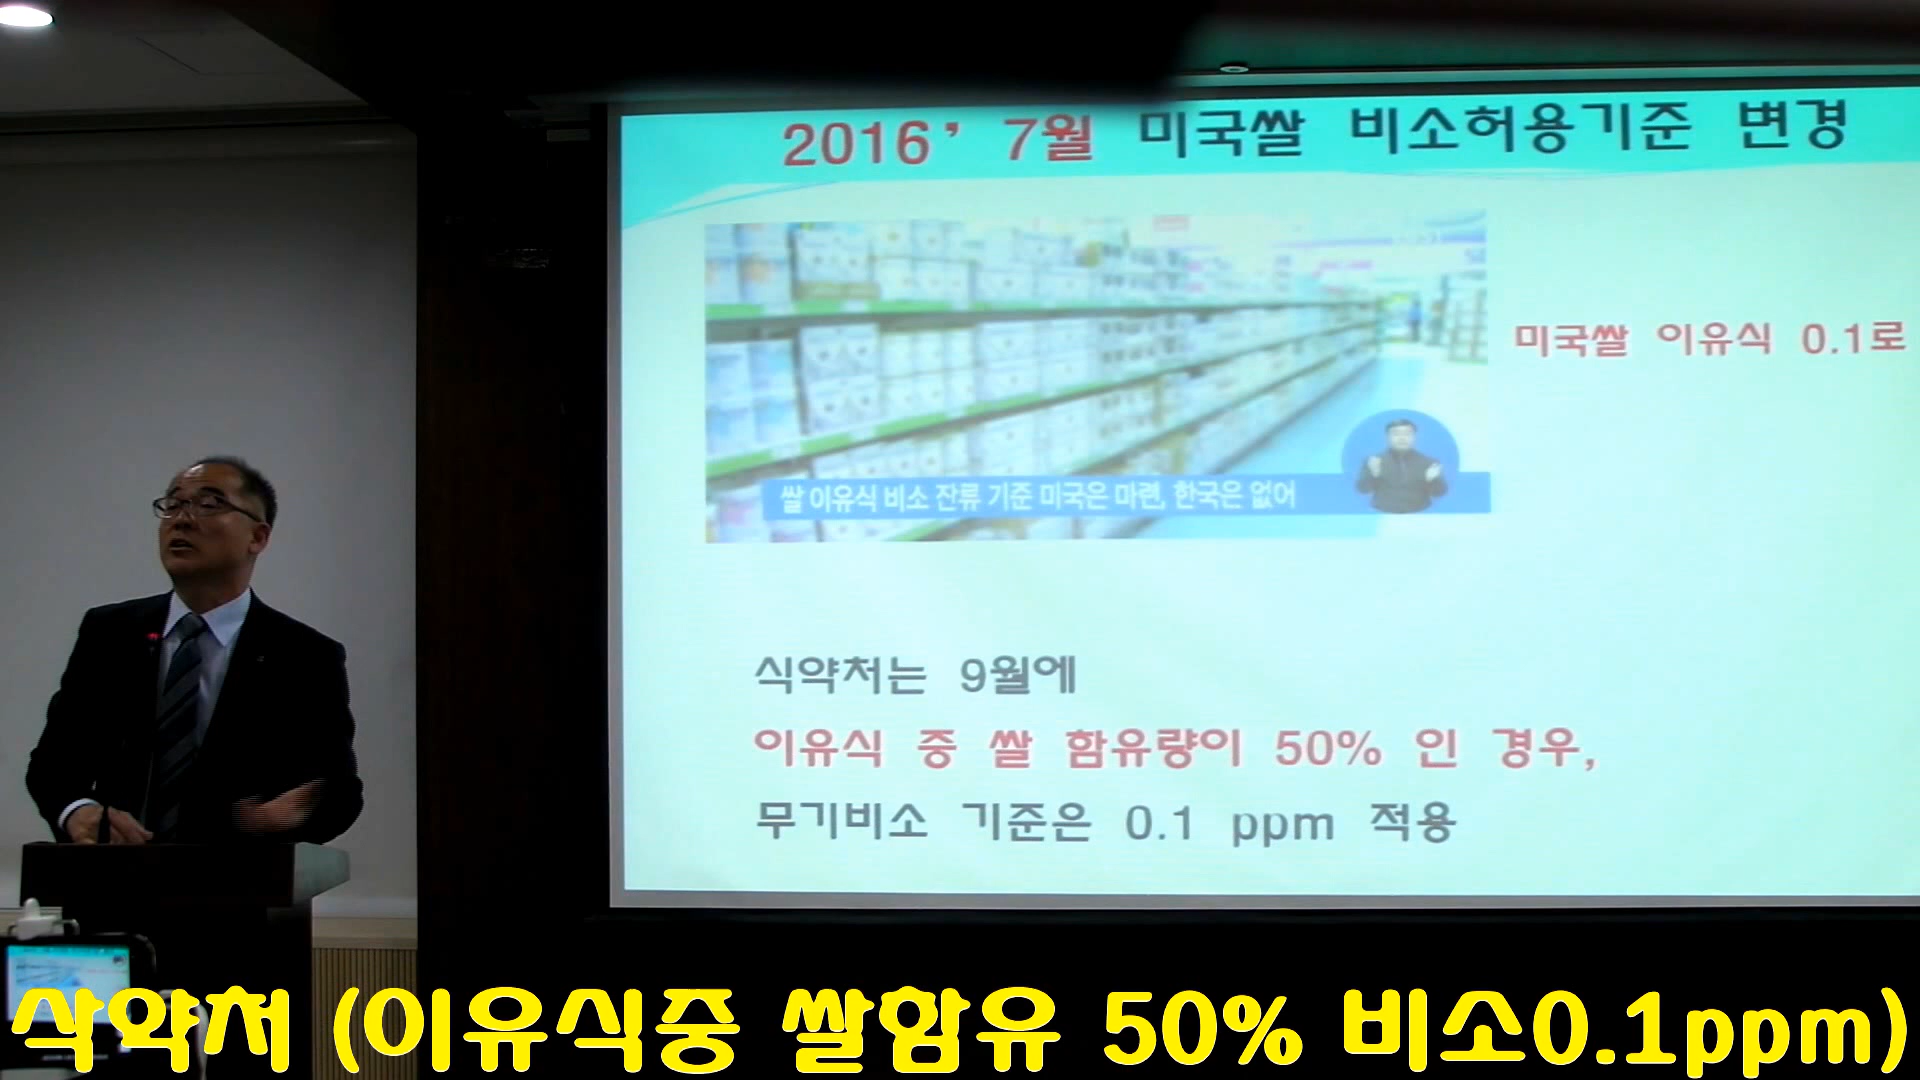 2016’ 7월 미국쌀 비소허용기준 변경
미국쌀 이유식 0.1로
쌀 이유식 비소 잔류 기준 미국은 마련, 한국은 없어
식약처는 9월에
이유식 중 쌀 함유량이 50% 인 경우,
무기비소 기준은 0.1 ppm 적용
삭약처 (이유식중 쌀함유 50% 비소0.1ppm)